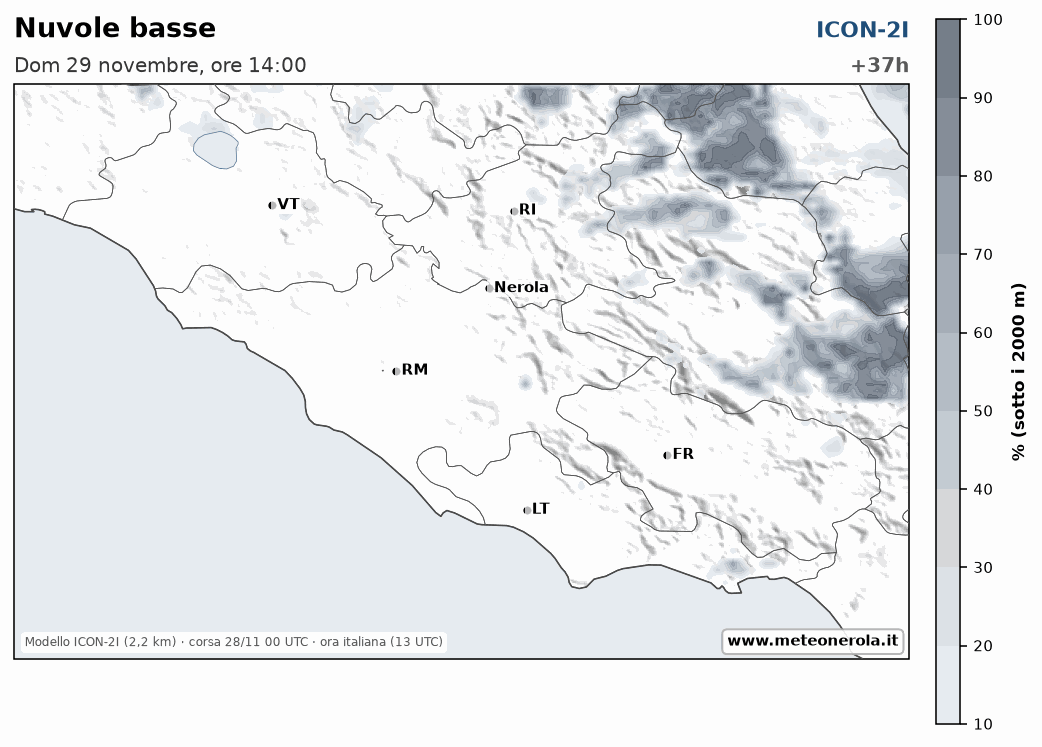 Nuvole basse
ICON-2I
Dom 29 novembre, ore 14:00
+37h
100
90
80
70
60
50
40
30
20
10
% (sotto i 2000 m)
VT
RI
Nerola
RM
FR
LT
Modello ICON-2I (2,2 km) · corsa 28/11 00 UTC · ora italiana (13 UTC)
www.meteonerola.it